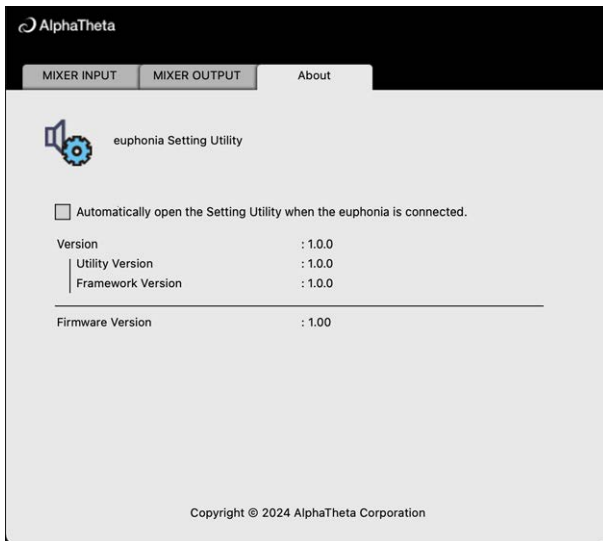 AlphaTheta
MIXER INPUT MIXER OUTPUT About
euphonia Setting Utility
Automatically open the Setting Utility when the euphonia is connected.
Version : 1.0.0
Utility Version : 1.0.0
Framework Version : 1.0.0
Firmware Version : 1.00
Copyright © 2024 AlphaTheta Corporation